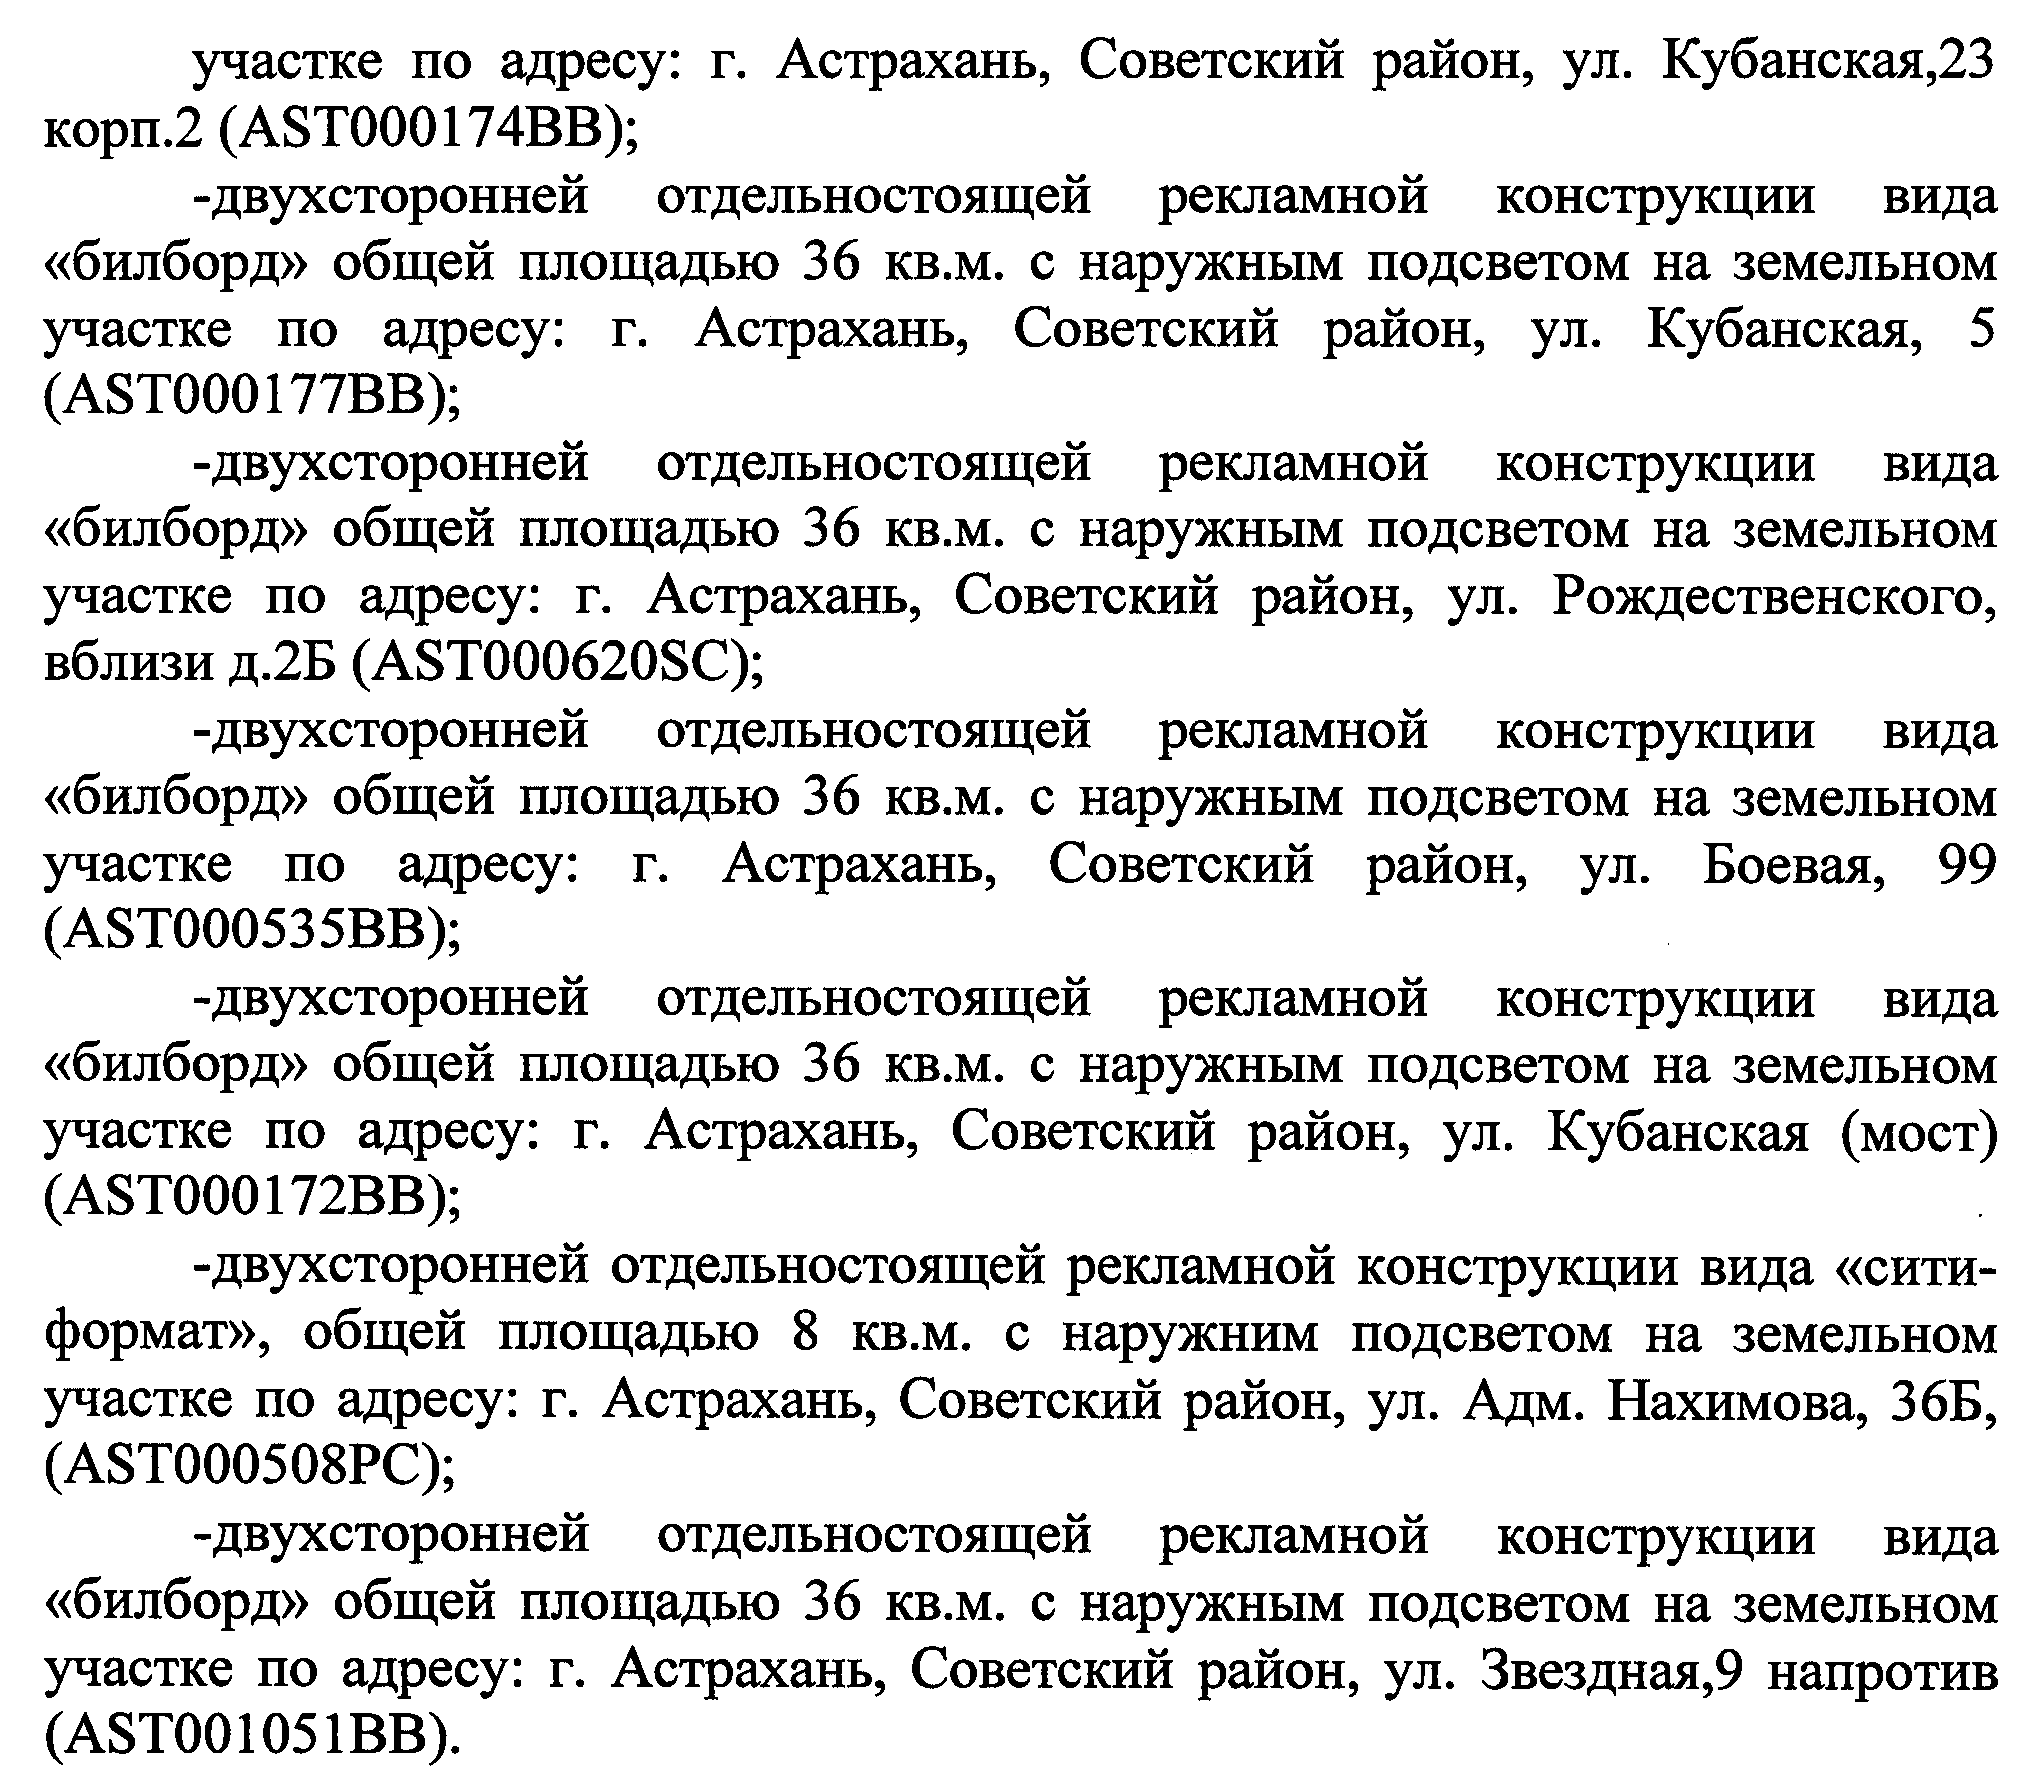 участке по адресу: г. Астрахань, Советский район, ул. Кубанская,23
корп.2 (AST000174BB);
-двухсторонней отдельностоящей рекламной конструкции вида
«билборд» общей площадью 36 кв.м. с наружным подсветом на земельном
участке по адресу: г. Астрахань, Советский район, ул. Кубанская, 5
(AST000177BB);
-двухсторонней отдельностоящей рекламной конструкции вида
«билборд» общей площадью 36 кв.м. с наружным подсветом на земельном
участке по адресу: г. Астрахань, Советский район, ул. Рождественского,
вблизи д.2Б (AST000620SC);
-двухсторонней отдельностоящей рекламной конструкции вида
«билборд» общей площадью 36 кв.м. с наружным подсветом на земельном
участке по адресу: г. Астрахань, Советский район, ул. Боевая, 99
(AST000535BB);
-двухсторонней отдельностоящей рекламной конструкции вида
«билборд» общей площадью 36 кв.м. с наружным подсветом на земельном
участке по адресу: г. Астрахань, Советский район, ул. Кубанская (мост)
(AST000172BB);
-двухсторонней отдельностоящей рекламной конструкции вида «сити-
формат», общей площадью 8 кв.м. с наружним подсветом на земельном
участке по адресу: г. Астрахань, Советский район, ул. Адм. Нахимова, 36Б,
(AST000508PC);
-двухсторонней отдельностоящей рекламной конструкции вида
«билборд» общей площадью 36 кв.м. с наружным подсветом на земельном
участке по адресу: г. Астрахань, Советский район, ул. Звездная,9 напротив
(AST001051BB).